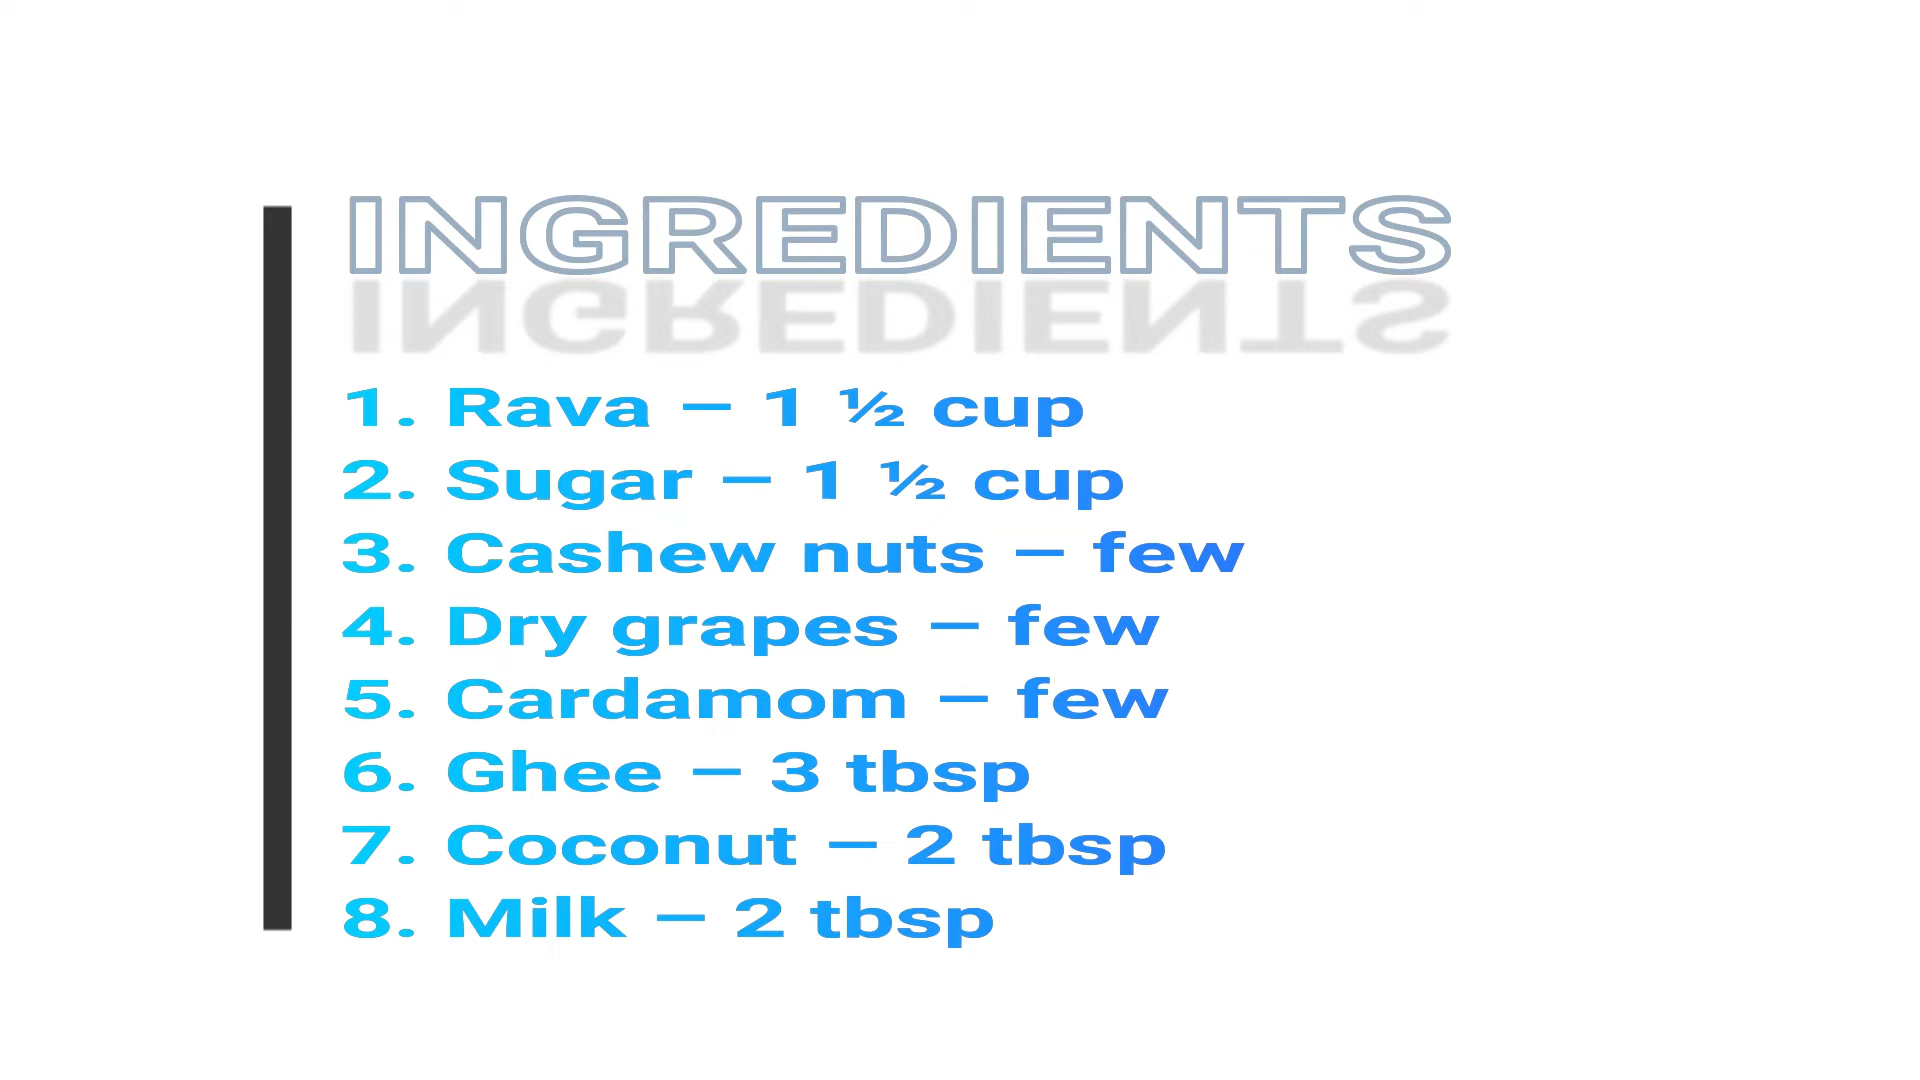 INGREDIENTS
1. Rava – 1 ½ cup
2. Sugar – 1 ½ cup
3. Cashew nuts – few
4. Dry grapes – few
5. Cardamom – few
6. Ghee – 3 tbsp
7. Coconut – 2 tbsp
8. Milk – 2 tbsp